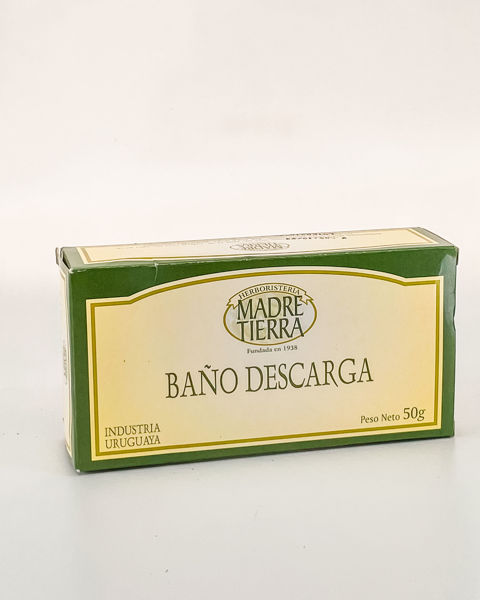 HERBORISTERIA
MADRE
TIERRA
Fundada en 1938
BAÑO DESCARGA
INDUSTRIA
URUGUAYA
Peso Neto 50g